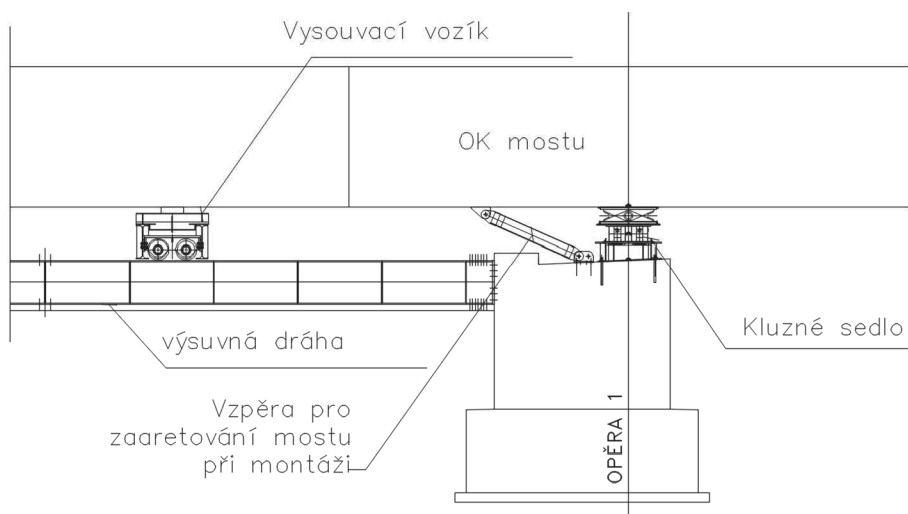 Vysouvací vozík
OK mostu
Kluzné sedlo
výsuvná dráha
Vzpěra pro
zaaretování mostu
při montáži
OPĚRA 1